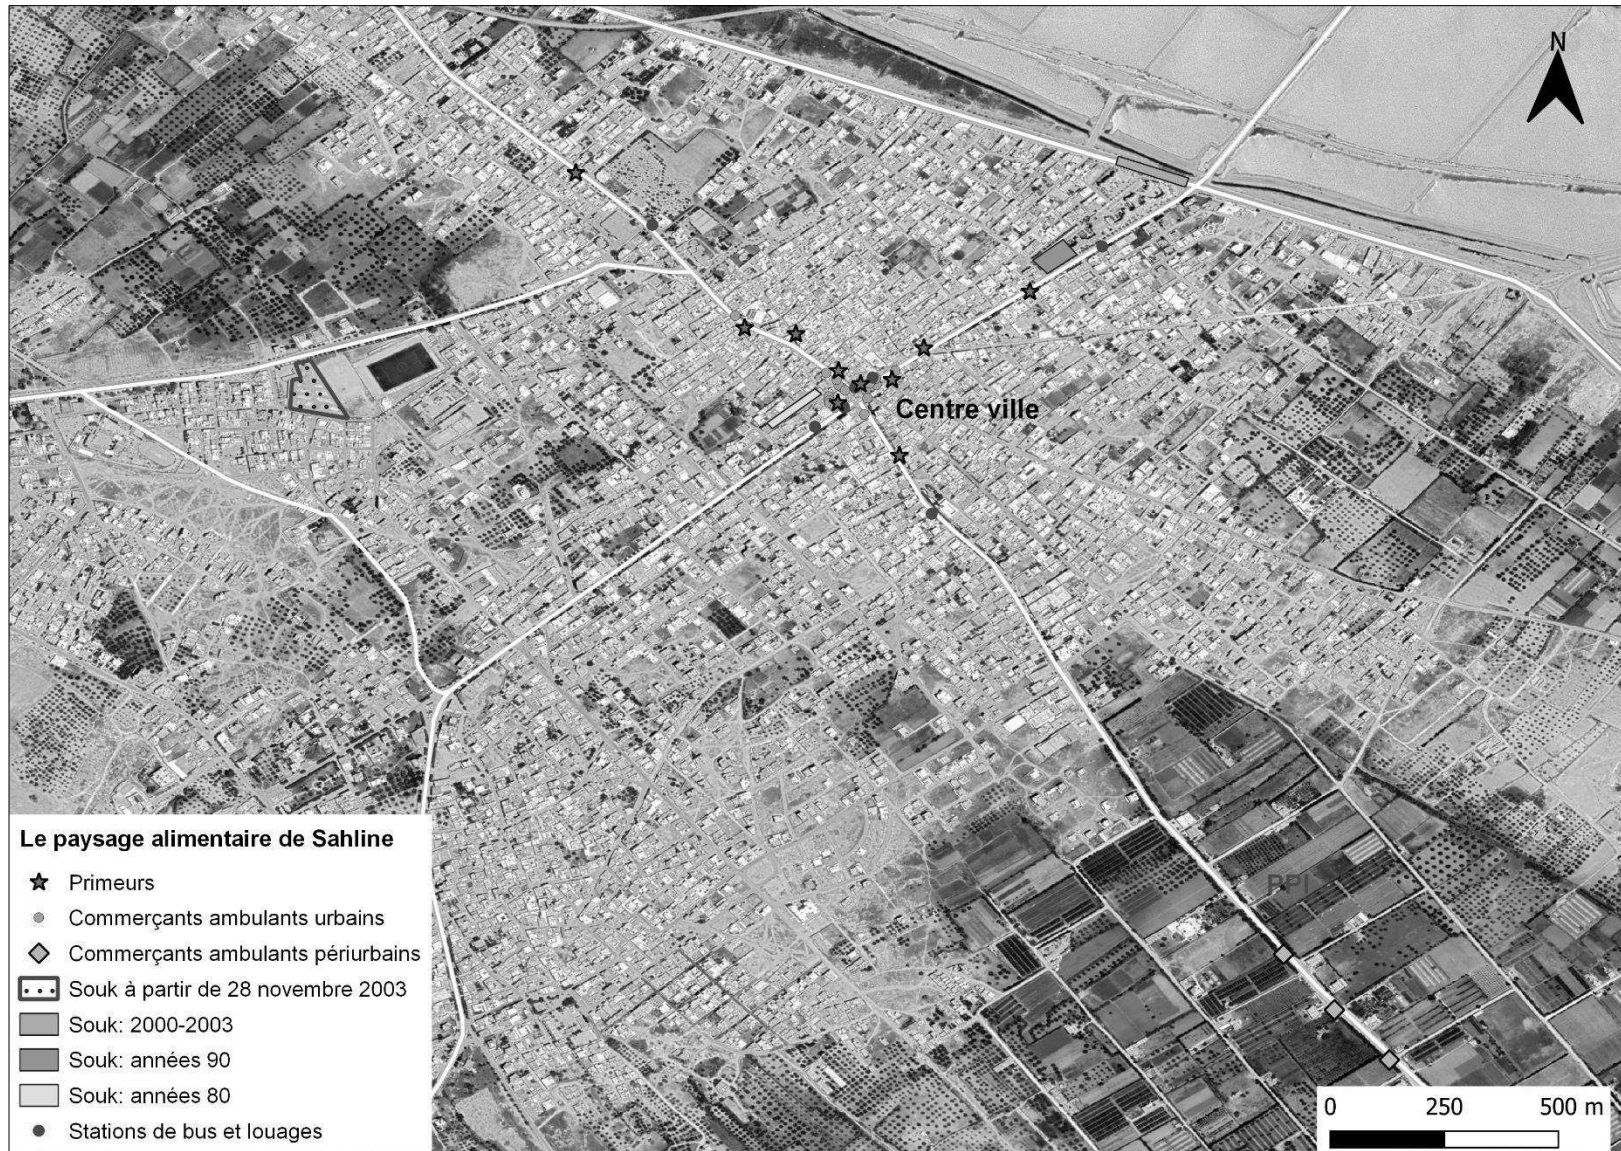 N
Centre ville
PPI
Le paysage alimentaire de Sahline
Primeurs
Commerçants ambulants urbains
Commerçants ambulants périurbains
Souk à partir de 28 novembre 2003
Souk: 2000-2003
Souk: années 90
Souk: années 80
Stations de bus et louages
0 250 500 m